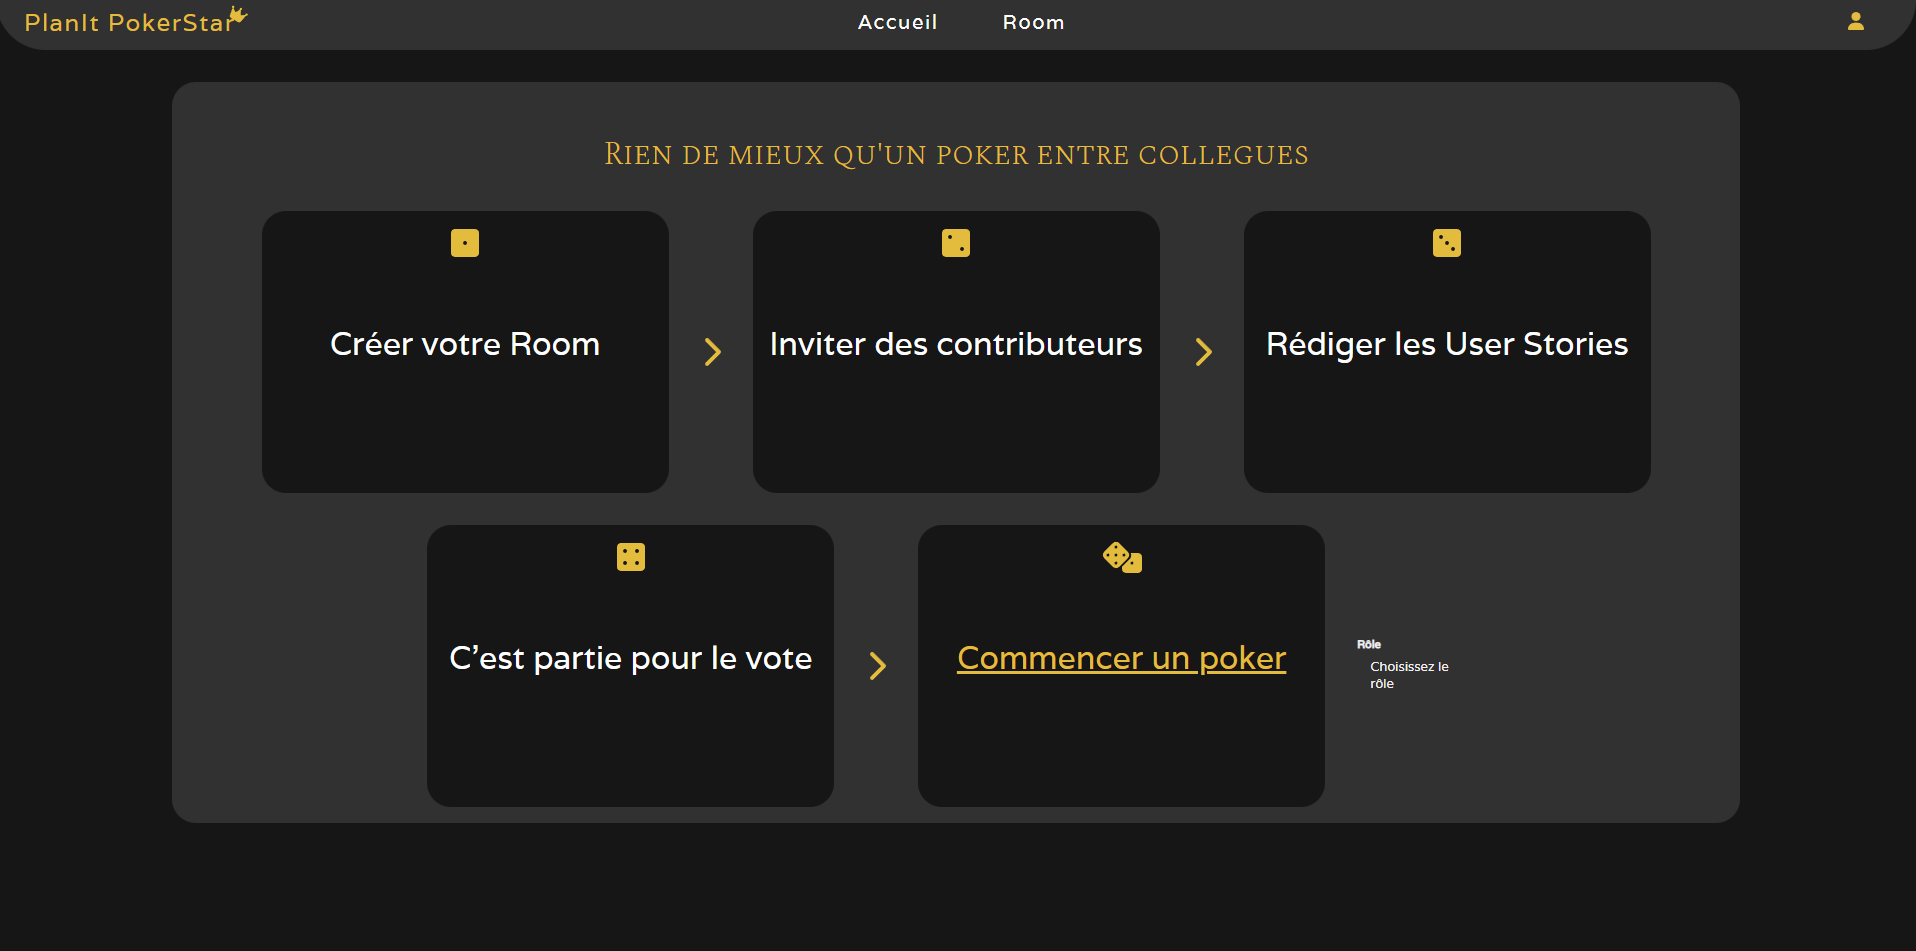 PlanIt PokerStar
Accueil
Room
Rien de mieux qu'un poker entre collegues
Créer votre Room
Inviter des contributeurs
Rédiger les User Stories
C'est partie pour le vote
Commencer un poker
Rôle
Choisissez le
rôle